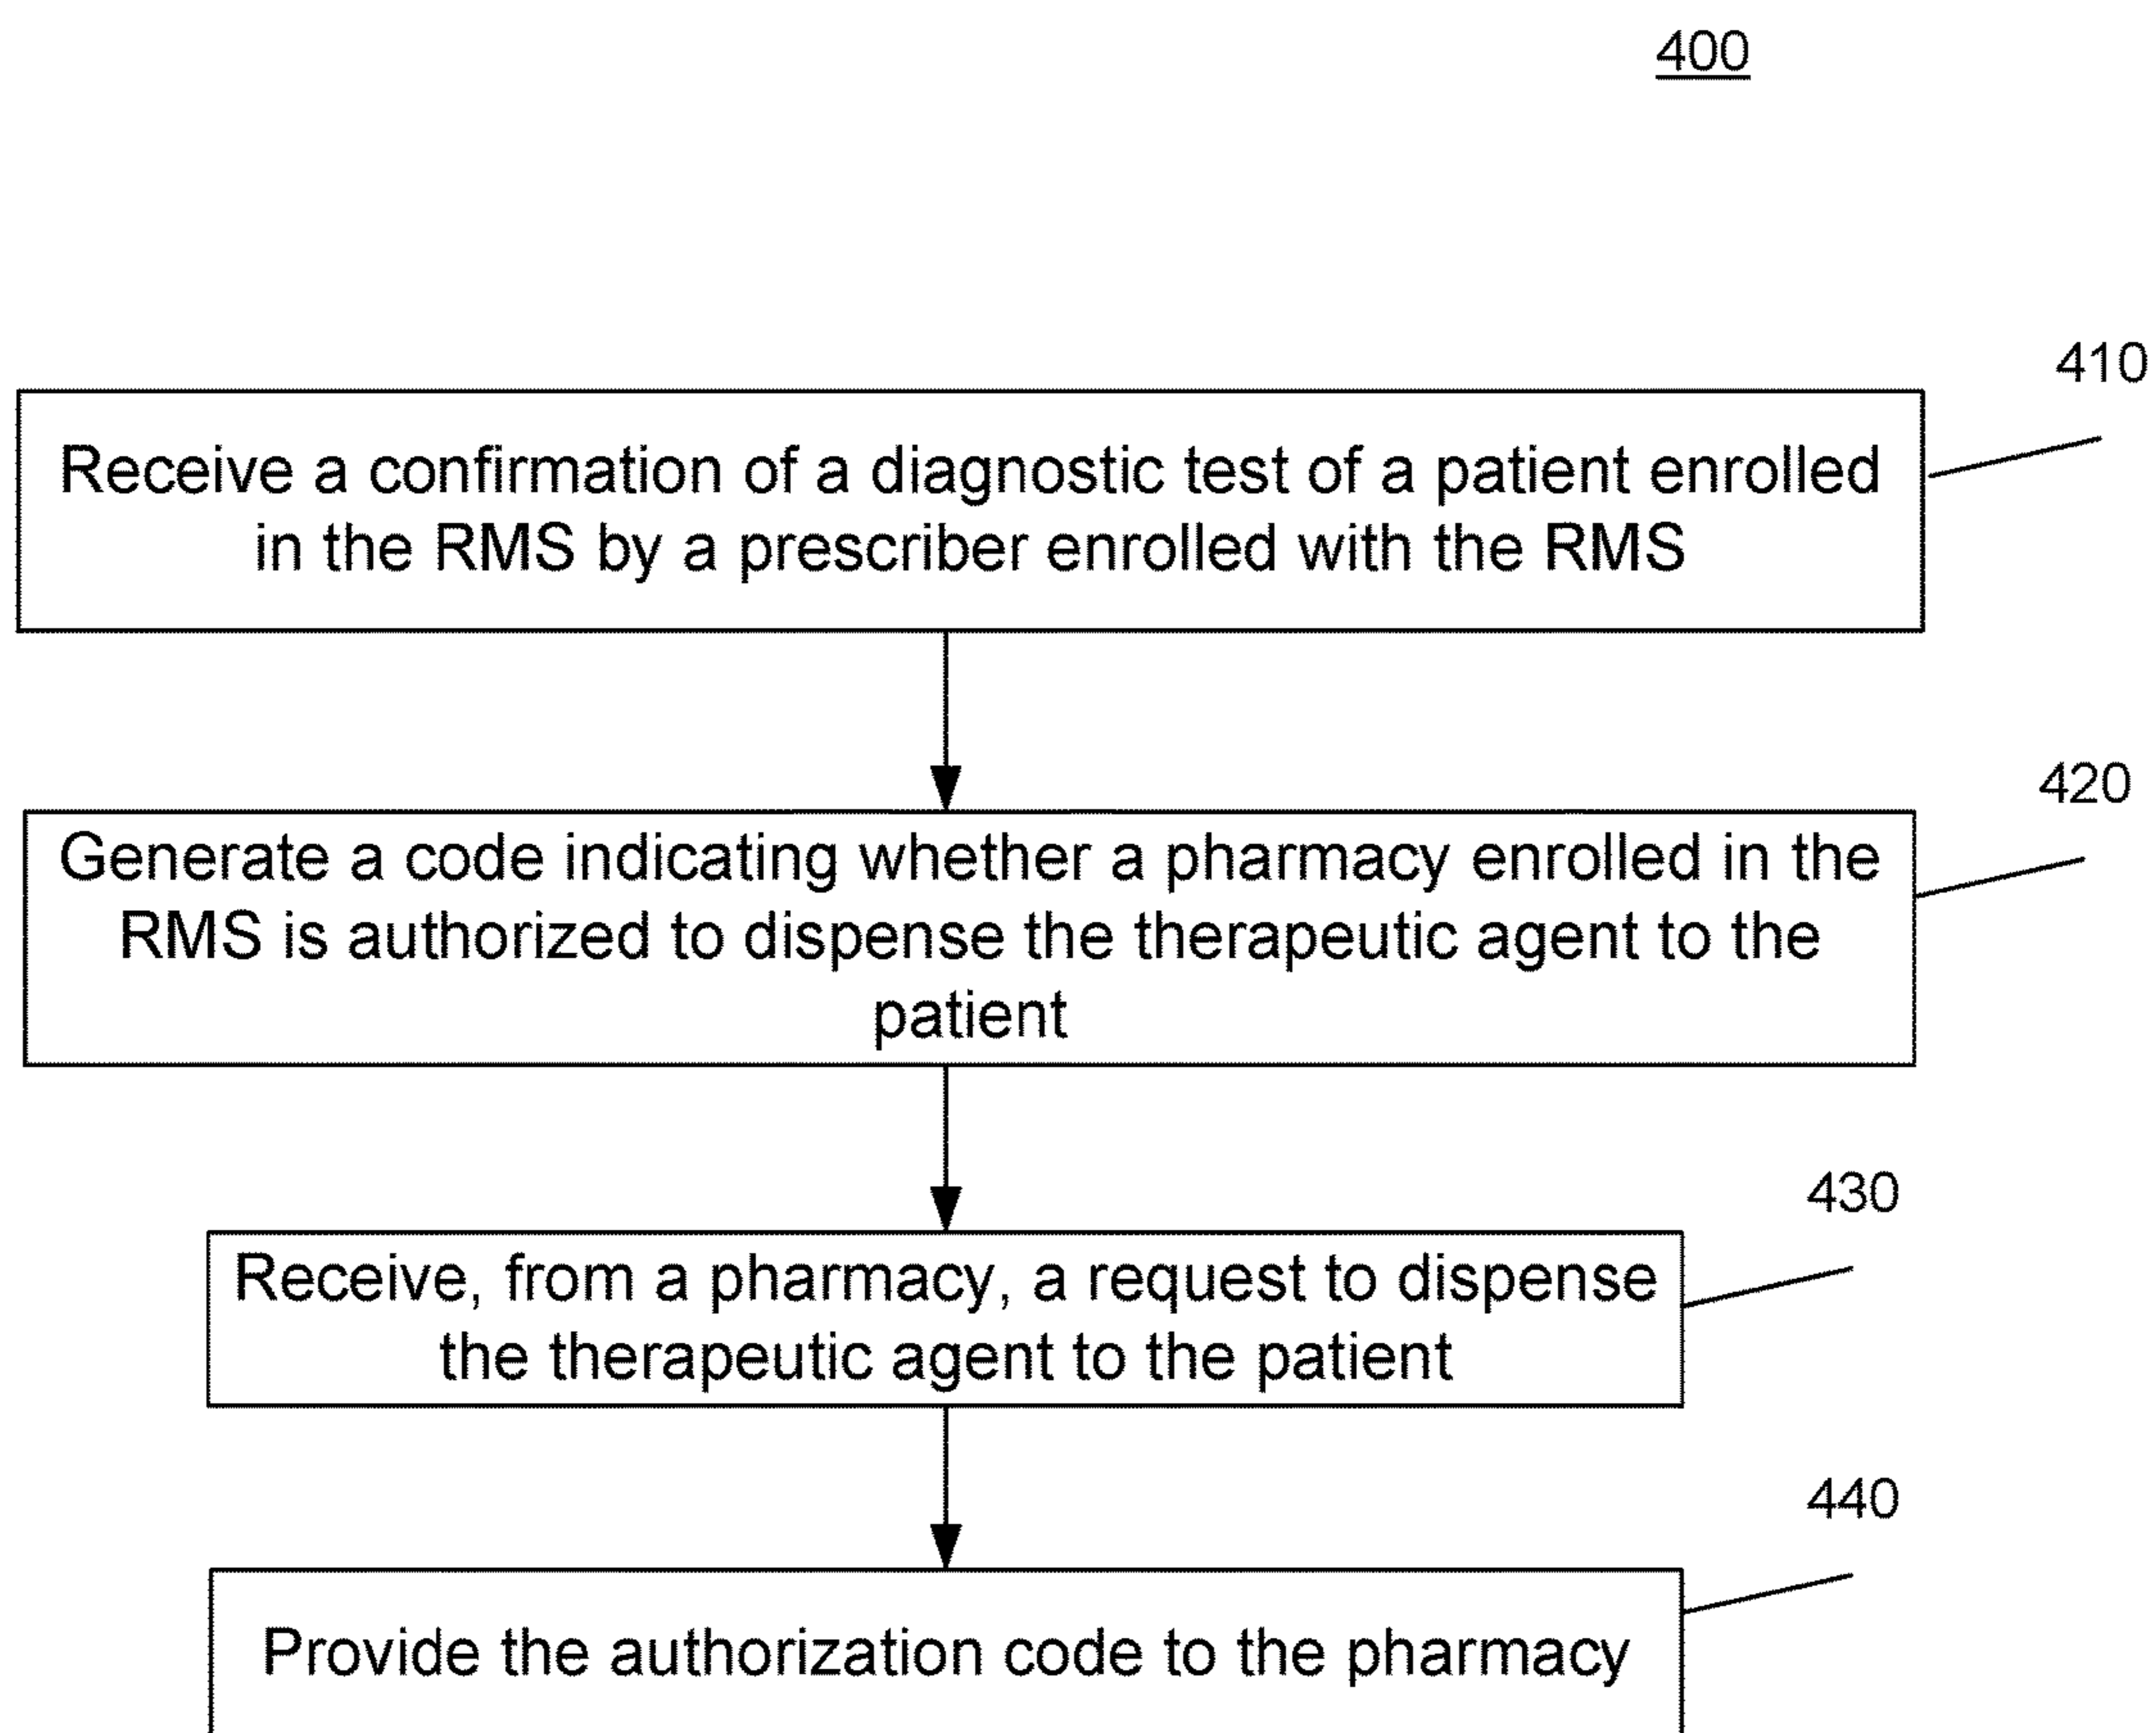 400
410
Receive a confirmation of a diagnostic test of a patient enrolled
in the RMS by a prescriber enrolled with the RMS
420
Generate a code indicating whether a pharmacy enrolled in the
RMS is authorized to dispense the therapeutic agent to the
patient
430
Receive, from a pharmacy, a request to dispense
the therapeutic agent to the patient
440
Provide the authorization code to the pharmacy